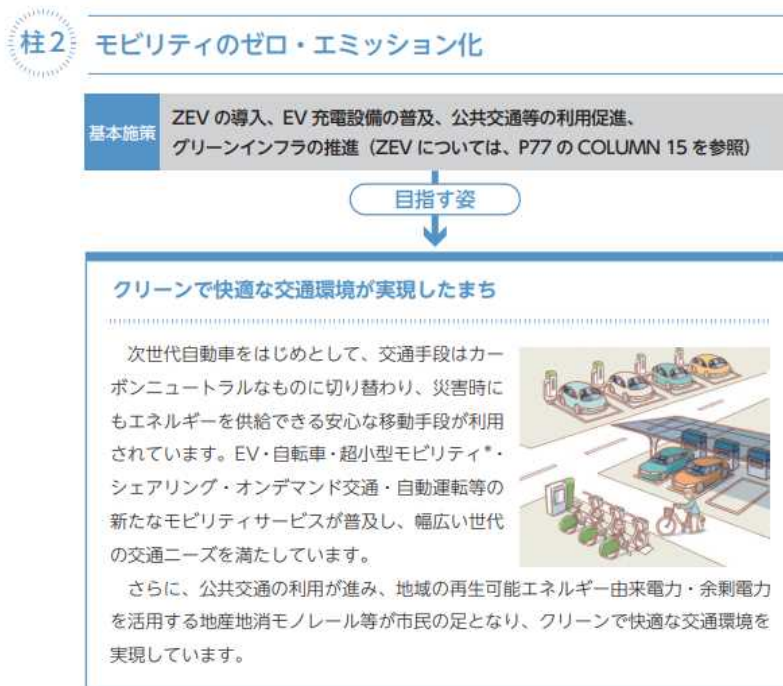 柱2 モビリティのゼロ・エミッション化
基本施策
ZEV の導入、EV 充電設備の普及、公共交通等の利用促進、
グリーンインフラの推進（ZEV については、P77 の COLUMN 15 を参照）
目指す姿
クリーンで快適な交通環境が実現したまち
次世代自動車をはじめとして、交通手段はカー
ボンニュートラルなものに切り替わり、災害時に
もエネルギーを供給できる安心な移動手段が利用
されています。EV・自転車・超小型モビリティ*・
シェアリング・オンデマンド交通・自動運転等の
新たなモビリティサービスが普及し、幅広い世代
の交通ニーズを満たしています。
さらに、公共交通の利用が進み、地域の再生可能エネルギー由来電力・余剰電力
を活用する地産地消モノレール等が市民の足となり、クリーンで快適な交通環境を
実現しています。